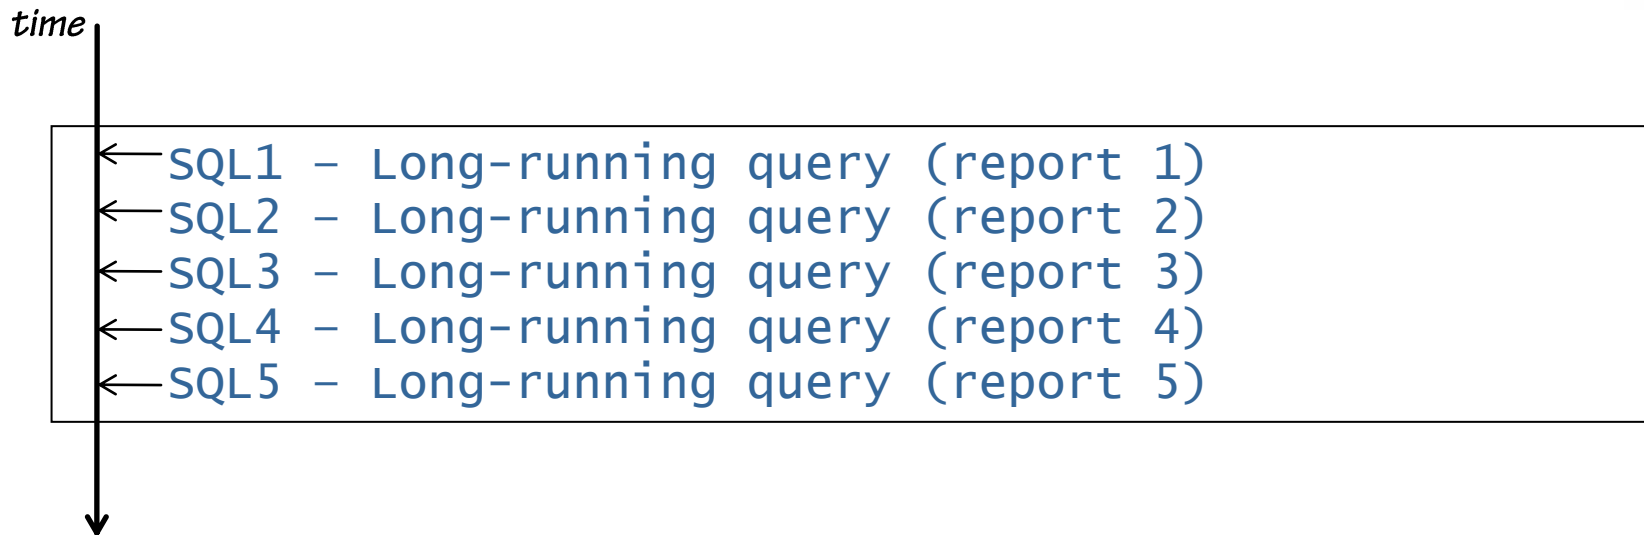 time
SQL1 – Long-running query (report 1)
SQL2 – Long-running query (report 2)
SQL3 – Long-running query (report 3)
SQL4 – Long-running query (report 4)
SQL5 – Long-running query (report 5)